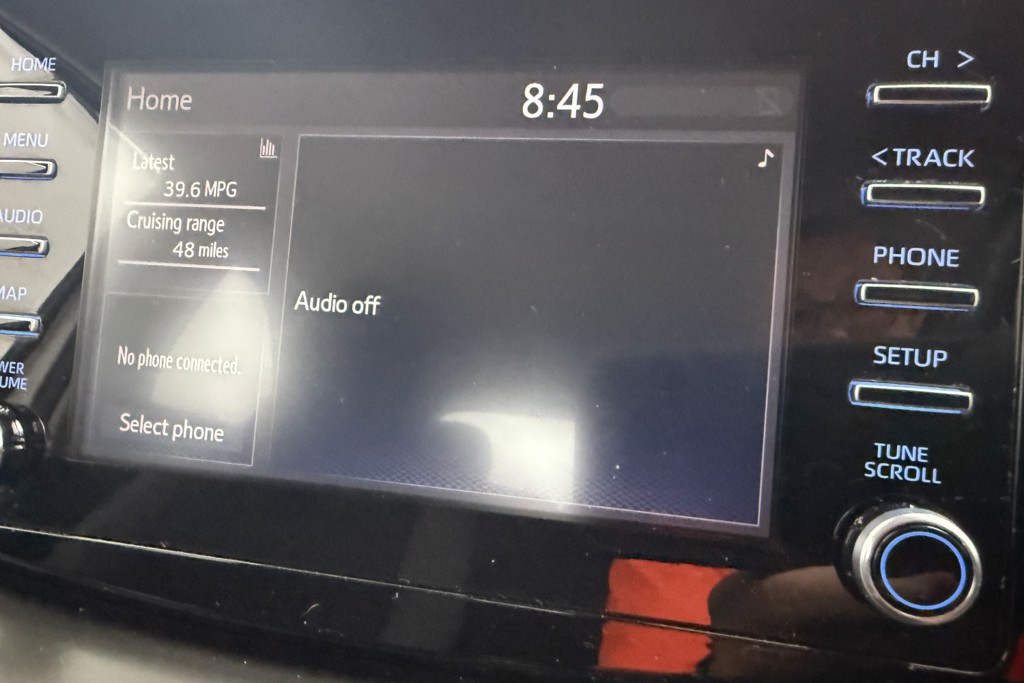 HOME
MENU
AUDIO
MAP
Home
8:45
Latest
39.6 MPG
Cruising range
48 miles
No phone connected.
Select phone
Audio off
CH >
< TRACK
PHONE
SETUP
TUNE
SCROLL